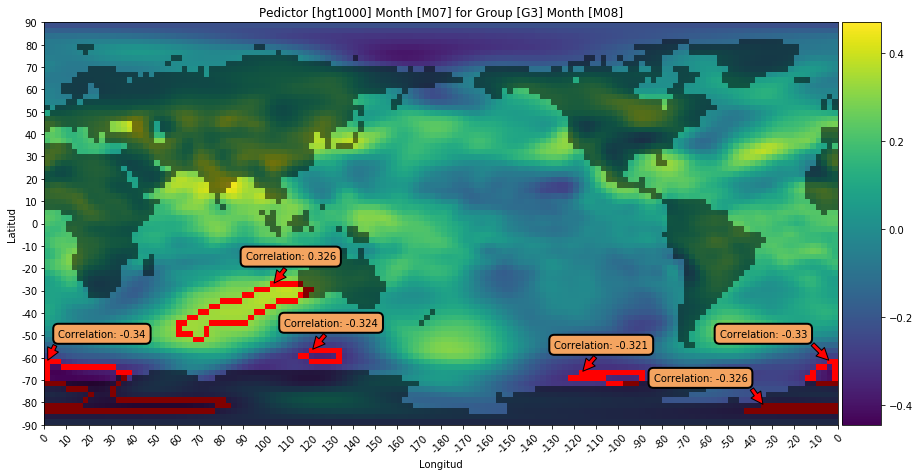 Pedictor [hgt1000] Month [M07] for Group [G3] Month [M08]
90
80
70
60
50
40
30
20
10
0
-10
-20
-30
-40
-50
-60
-70
-80
-90
Latitud
Correlation: 0.326
Correlation: -0.34
Correlation: -0.324
Correlation: -0.321
Correlation: -0.33
Correlation: -0.326
0.4
0.2
0.0
-0.2
-0.4
0 10 20 30 40 50 60 70 80 90 100 110 120 130 140 150 160 170 180 -170 -160 -150 -140 -130 -120 -110 -100 -90 -80 -70 -60 -50 -40 -30 -20 -10 0
Longitud